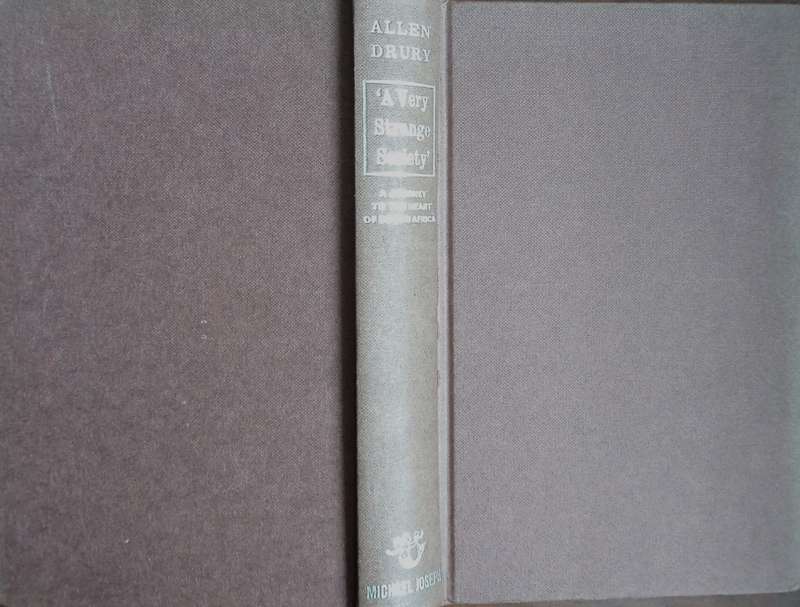 ALLEN
DRURY
'A Very
Strange
Society'
A JOURNEY
TO THE HEART
OF SOUTH AFRICA
MICHAEL JOSEPH